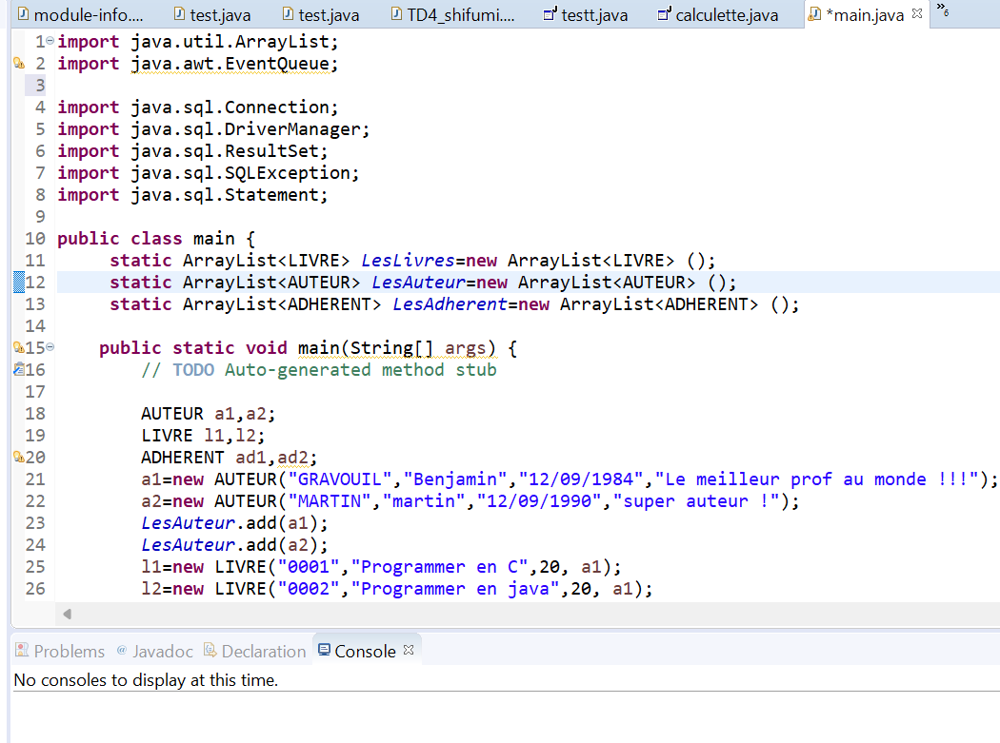 module-info.... test.java test.java TD4_shifumi.... testt.java calculette.java *main.java »6
1 import java.util.ArrayList;
2 import java.awt.EventQueue;
3
4 import java.sql.Connection;
5 import java.sql.DriverManager;
6 import java.sql.ResultSet;
7 import java.sql.SQLException;
8 import java.sql.Statement;
9
10 public class main {
11 static ArrayList<LIVRE> LesLivres=new ArrayList<LIVRE> ();
12 static ArrayList<AUTEUR> LesAuteur=new ArrayList<AUTEUR> ();
13 static ArrayList<ADHERENT> LesAdherent=new ArrayList<ADHERENT> ();
14
15 public static void main(String[] args) {
16 // TODO Auto-generated method stub
17
18 AUTEUR a1,a2;
19 LIVRE l1,l2;
20 ADHERENT ad1,ad2;
21 a1=new AUTEUR("GRAVOUIL","Benjamin","12/09/1984","Le meilleur prof au monde !!!");
22 a2=new AUTEUR("MARTIN","martin","12/09/1990","super auteur !");
23 LesAuteur.add(a1);
24 LesAuteur.add(a2);
25 l1=new LIVRE("0001","Programmer en C",20, a1);
26 l2=new LIVRE("0002","Programmer en java",20, a1);
Problems @ Javadoc Declaration Console
No consoles to display at this time.